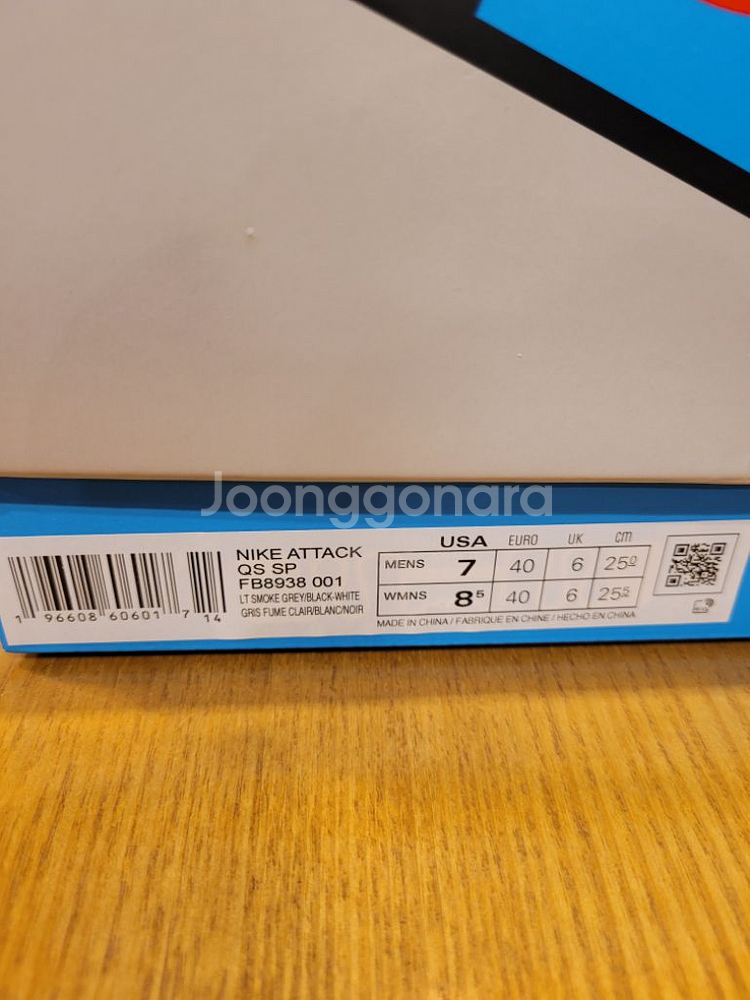 Joonggonara
NIKE ATTACK
QS SP
FB8938 001
LT SMOKE GREY/BLACK-WHITE
GRIS FUME CLAIR/BLANC/NOIR
1 96608 60601 7 14
USA EURO UK cm
MENS 7 40 6 25⁰
WMNS 8⁵ 40 6 25⁵
MADE IN CHINA / FABRIQUE EN CHINE / HECHO EN CHINA